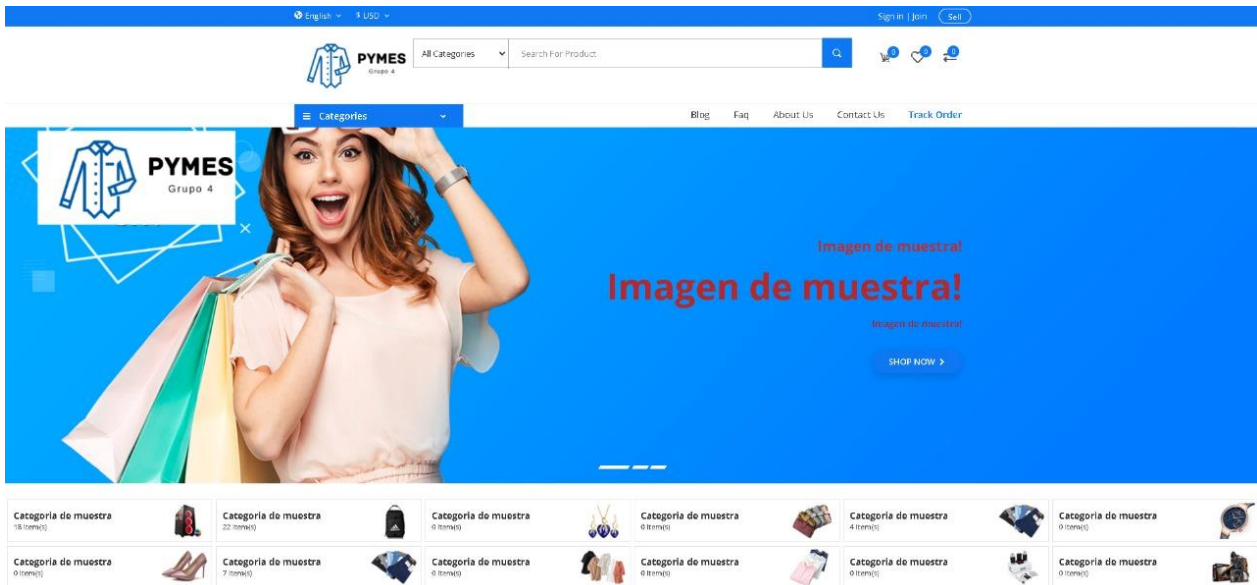 English
$ USD
Sign in | Join
Sell
PYMES
Grupo 4
All Categories
Search For Product
0
0
0
Categories
Blog
Faq
About Us
Contact Us
Track Order
PYMES
Grupo 4
Imagen de muestra!
Imagen de muestra!
Imagen de muestra!
SHOP NOW
Categoria de muestra
18 item(s)
Categoria de muestra
22 item(s)
Categoria de muestra
0 item(s)
Categoria de muestra
0 item(s)
Categoria de muestra
4 item(s)
Categoria de muestra
0 item(s)
Categoria de muestra
0 item(s)
Categoria de muestra
7 item(s)
Categoria de muestra
0 item(s)
Categoria de muestra
0 item(s)
Categoria de muestra
0 item(s)
Categoria de muestra
0 item(s)